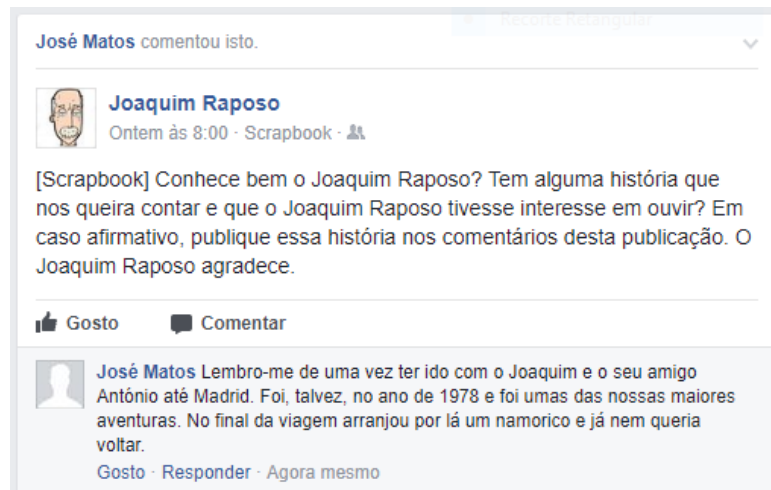 Recorte Retangular
José Matos comentou isto.
Joaquim Raposo
Ontem às 8:00 · Scrapbook ·
[Scrapbook] Conhece bem o Joaquim Raposo? Tem alguma história que
nos queira contar e que o Joaquim Raposo tivesse interesse em ouvir? Em
caso afirmativo, publique essa história nos comentários desta publicação. O
Joaquim Raposo agradece.
Gosto Comentar
José Matos Lembro-me de uma vez ter ido com o Joaquim e o seu amigo
António até Madrid. Foi, talvez, no ano de 1978 e foi umas das nossas maiores
aventuras. No final da viagem arranjou por lá um namorico e já nem queria
voltar.
Gosto · Responder · Agora mesmo